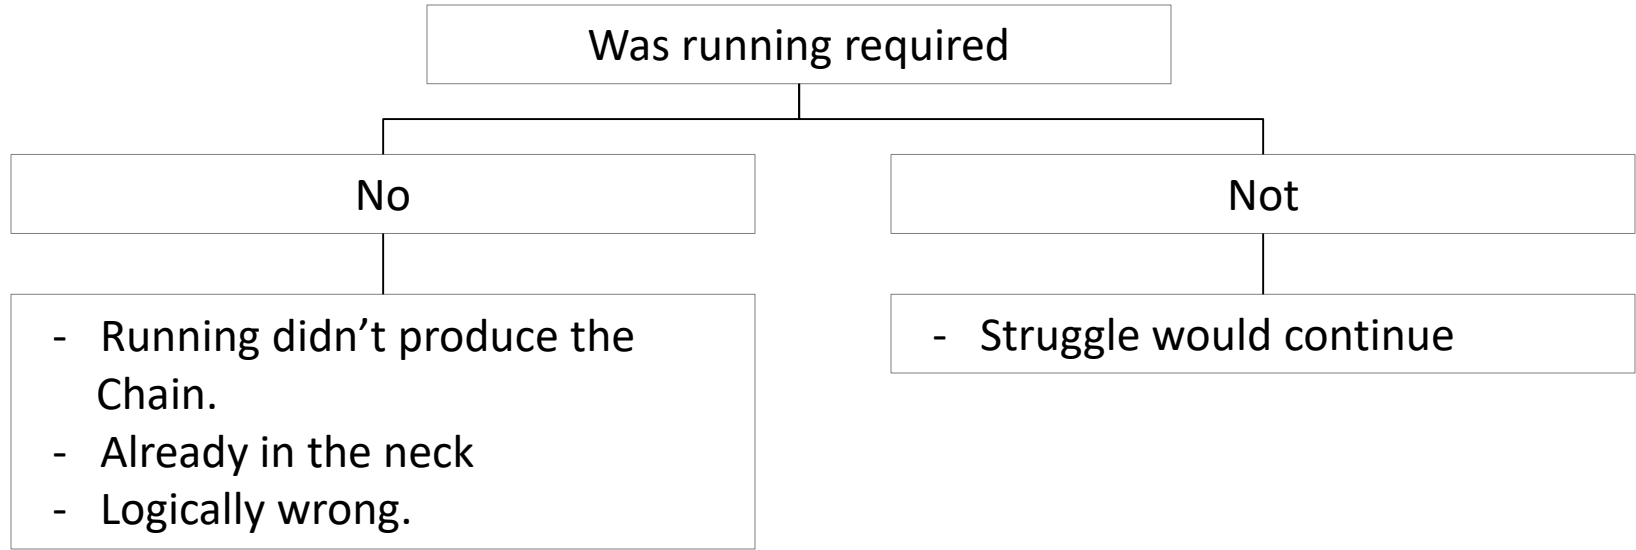 Was running required
No
Not
- Running didn’t produce the
Chain.
- Already in the neck
- Logically wrong.
- Struggle would continue